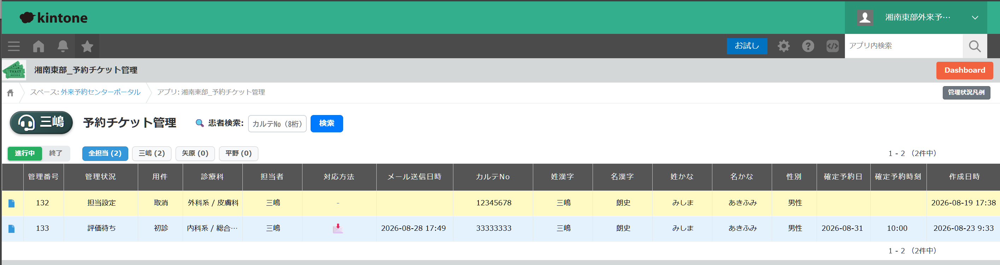 kintone
湘南東部外来予…
お試し
アプリ内検索
TICKET
湘南東部_予約チケット管理
Dashboard
スペース: 外来予約センターポータル
アプリ: 湘南東部_予約チケット管理
管理状況凡例
三嶋
予約チケット管理
患者検索:
カルテNo（8桁）
検索
進行中 終了
全担当 (2) 三嶋 (2) 矢原 (0) 平野 (0)
1 - 2 （2件中）
管理番号 管理状況 用件 診療科 担当者 対応方法 メール送信日時 カルテNo 姓漢字 名漢字 姓かな 名かな 性別 確定予約日 確定予約時刻 作成日時
132 担当設定 取消 外科系 / 皮膚科 三嶋 - 12345678 三嶋 朗史 みしま あきふみ 男性 2026-08-19 17:38
133 評価待ち 初診 内科系 / 総合… 三嶋 2026-08-28 17:49 33333333 三嶋 朗史 みしま あきふみ 男性 2026-08-31 10:00 2026-08-23 9:33
1 - 2 （2件中）